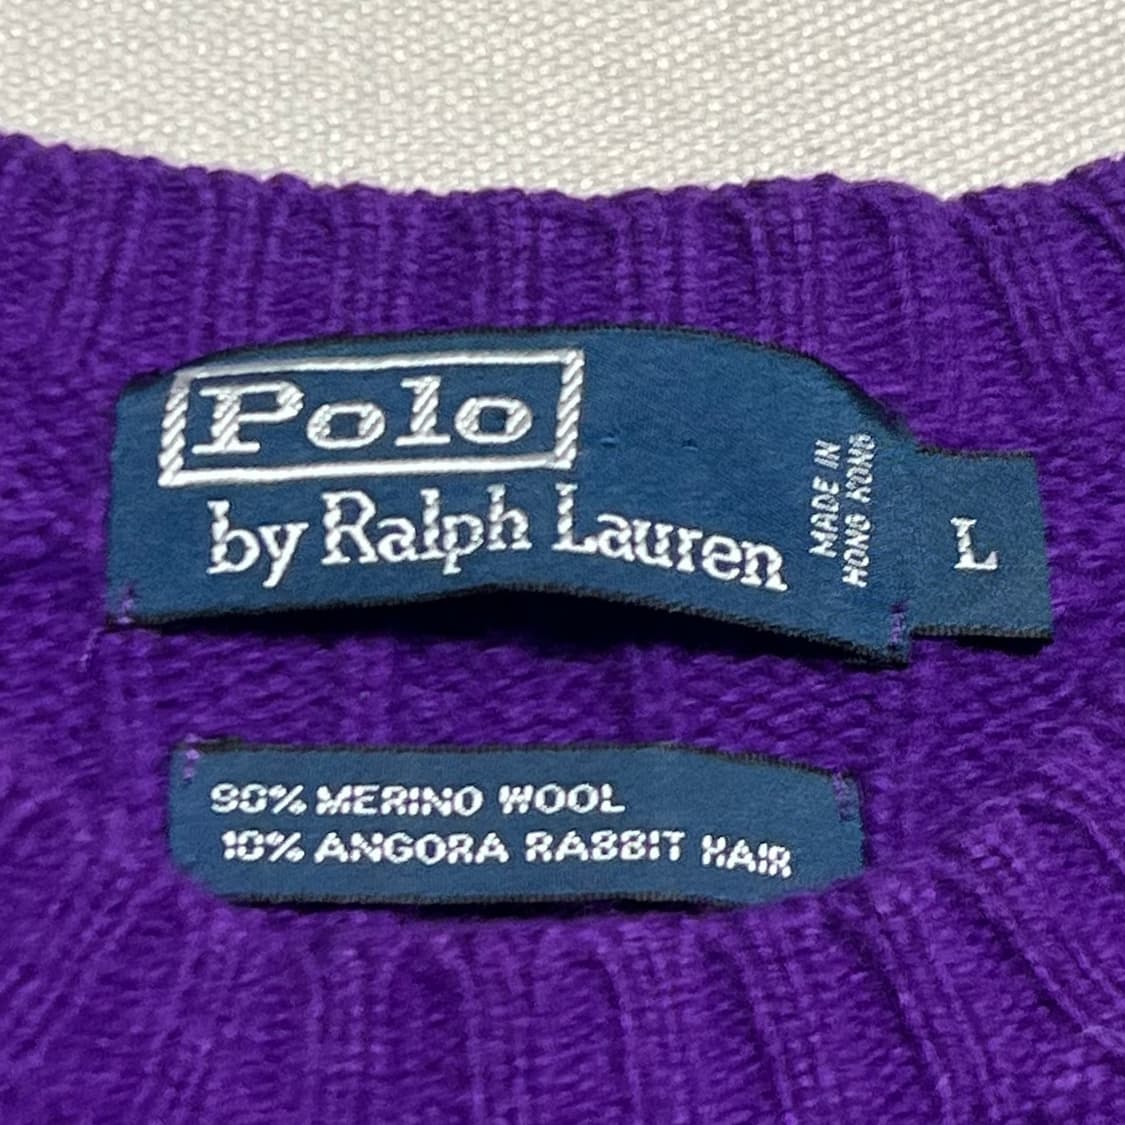 Polo
by Ralph Lauren
MADE IN
HONG KONG
L
90% MERINO WOOL
10% ANGORA RABBIT HAIR